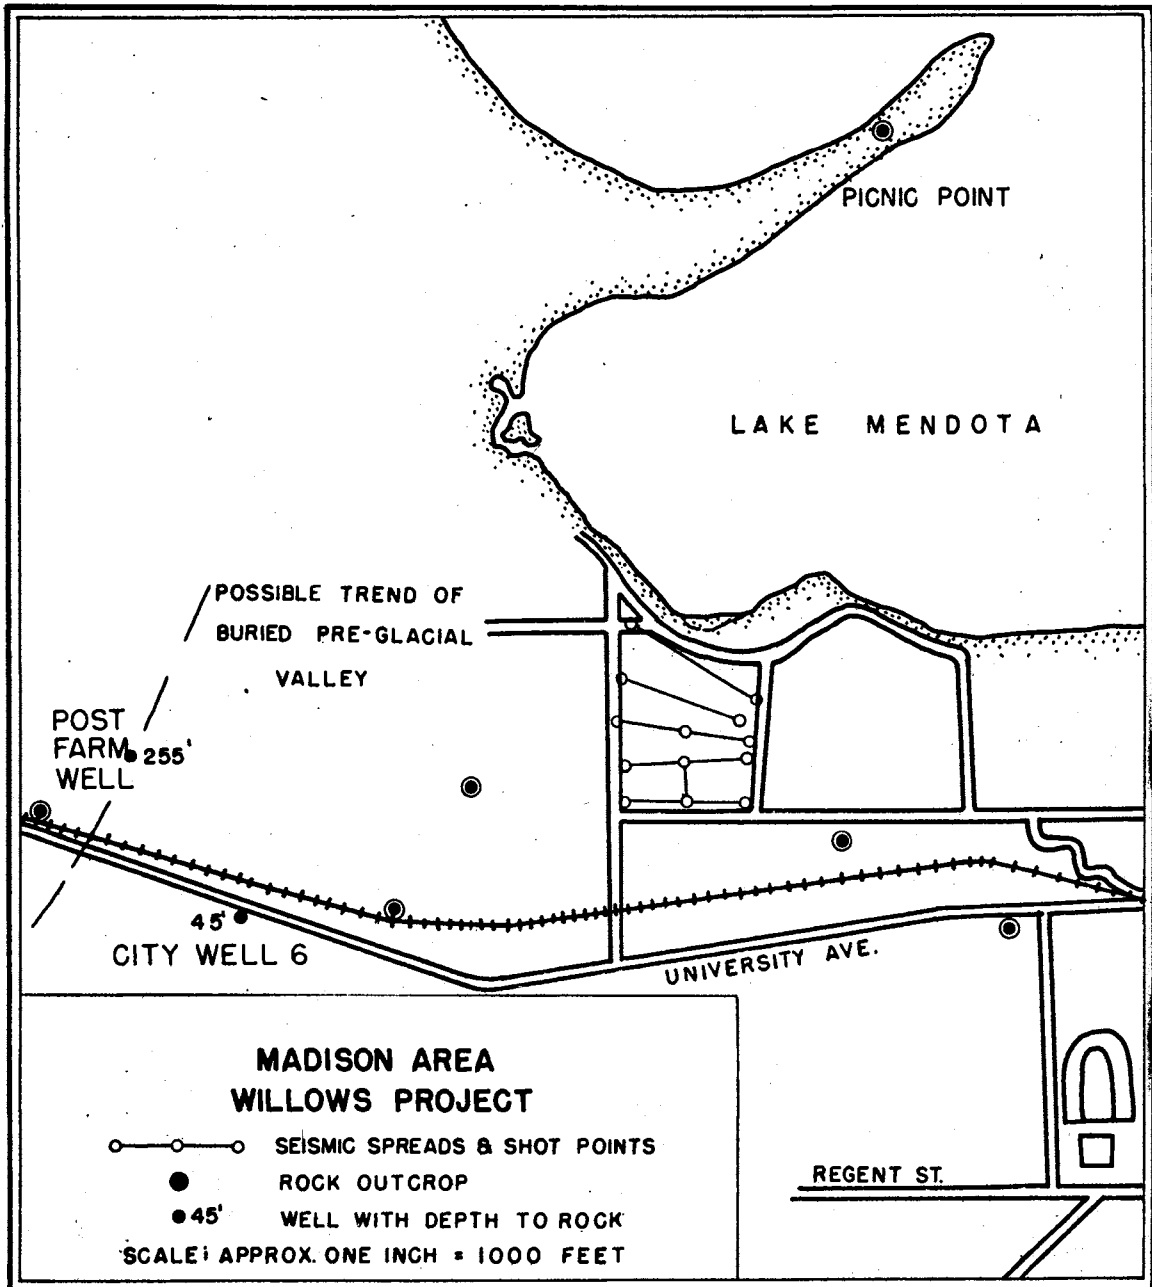 PICNIC POINT
LAKE MENDOTA
POSSIBLE TREND OF
BURIED PRE-GLACIAL
VALLEY
POST
FARM
WELL
255'
45'
CITY WELL 6
UNIVERSITY AVE.
MADISON AREA
WILLOWS PROJECT
SEISMIC SPREADS & SHOT POINTS
ROCK OUTCROP
45' WELL WITH DEPTH TO ROCK
SCALE: APPROX. ONE INCH = 1000 FEET
REGENT ST.